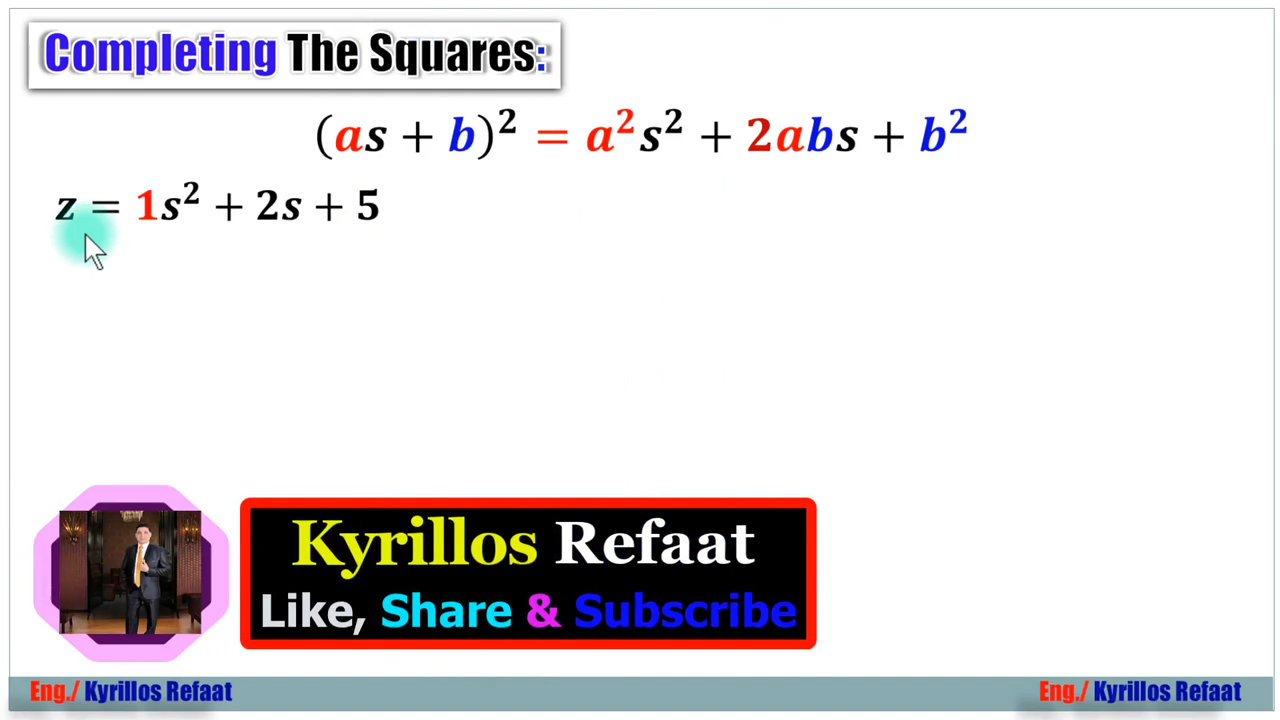 Completing The Squares:
(as + b)² = a²s² + 2abs + b²
z = 1s² + 2s + 5
Kyrillos Refaat
Like, Share & Subscribe
Eng./ Kyrillos Refaat
Eng./ Kyrillos Refaat